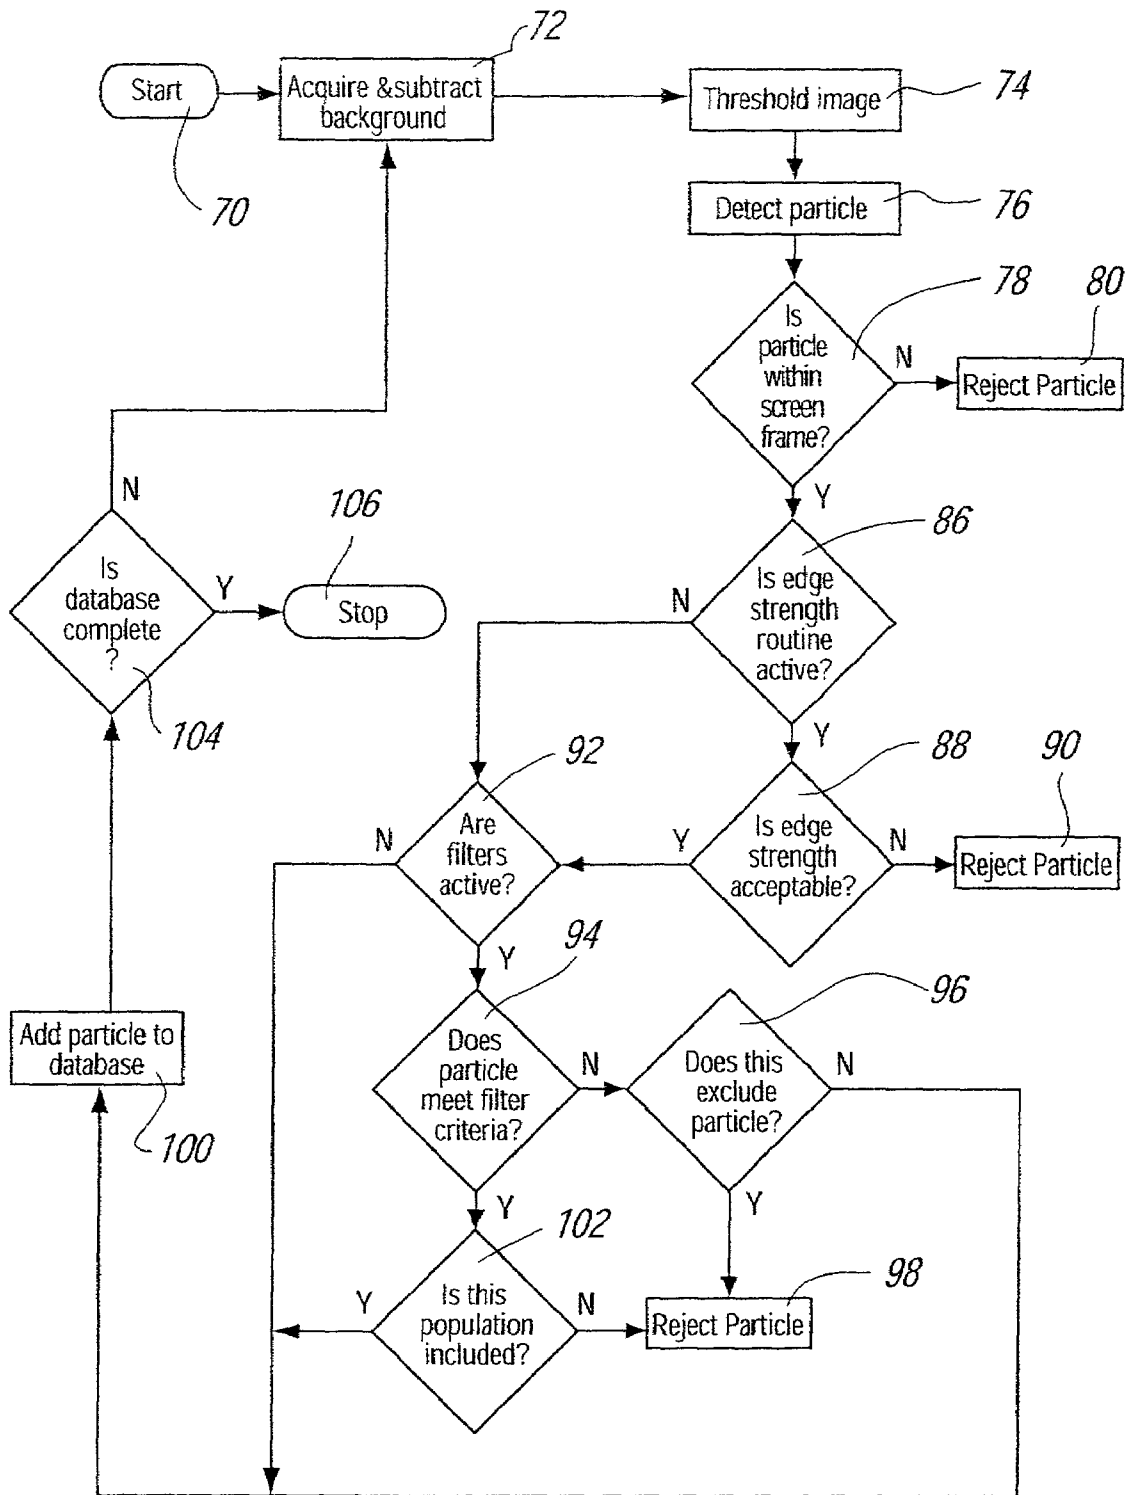 72
Start
Acquire &subtract
background
Threshold image
74
70
Detect particle
76
78
80
Is
particle
within
screen
frame?
N
Reject Particle
Y
N
106
86
Is
database
complete
?
Y
Stop
Is edge
strength
routine
active?
N
Y
104
92
88
90
Are
filters
active?
N
Y
Is edge
strength
acceptable?
N
Reject Particle
Y
94
96
Add particle to
database
100
Does
particle
meet filter
criteria?
N
Does this
exclude
particle?
N
Y
Y
102
98
Is this
population
included?
Y
N
Reject Particle